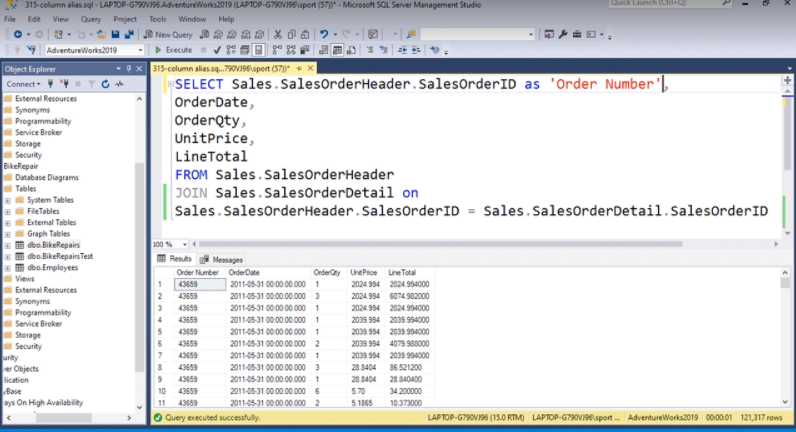 315-column alias.sql - LAPTOP-G790VJ96.AdventureWorks2019 (LAPTOP-G790VJ96\sport (57))* - Microsoft SQL Server Management Studio
Quick Launch (Ctrl+Q)
File Edit View Query Project Tools Window Help
New Query
AdventureWorks2019
Execute
Object Explorer
Connect
External Resources
Synonyms
Programmability
Service Broker
Storage
Security
BikeRepair
Database Diagrams
Tables
System Tables
FileTables
External Tables
Graph Tables
dbo.BikeRepairs
dbo.BikeRepairsTest
dbo.Employees
Views
External Resources
Synonyms
Programmability
Service Broker
Storage
Security
urity
er Objects
lication
yBase
ays On High Availability
315-column alias.sq...790VJ96\sport (57))*
SELECT Sales.SalesOrderHeader.SalesOrderID as 'Order Number',
OrderDate,
OrderQty,
UnitPrice,
LineTotal
FROM Sales.SalesOrderHeader
JOIN Sales.SalesOrderDetail on
Sales.SalesOrderHeader.SalesOrderID = Sales.SalesOrderDetail.SalesOrderID
100 %
Results Messages
Order Number OrderDate OrderQty UnitPrice LineTotal
1 43659 2011-05-31 00:00:00.000 1 2024.994 2024.994000
2 43659 2011-05-31 00:00:00.000 3 2024.994 6074.982000
3 43659 2011-05-31 00:00:00.000 1 2024.994 2024.994000
4 43659 2011-05-31 00:00:00.000 1 2039.994 2039.994000
5 43659 2011-05-31 00:00:00.000 1 2039.994 2039.994000
6 43659 2011-05-31 00:00:00.000 2 2039.994 4079.988000
7 43659 2011-05-31 00:00:00.000 1 2039.994 2039.994000
8 43659 2011-05-31 00:00:00.000 3 28.8404 86.521200
9 43659 2011-05-31 00:00:00.000 1 28.8404 28.840400
10 43659 2011-05-31 00:00:00.000 6 5.70 34.200000
11 43659 2011-05-31 00:00:00.000 2 5.1865 10.373000
Query executed successfully.
LAPTOP-G790VJ96 (15.0 RTM) LAPTOP-G790VJ96\sport ... AdventureWorks2019 00:00:01 121,317 rows